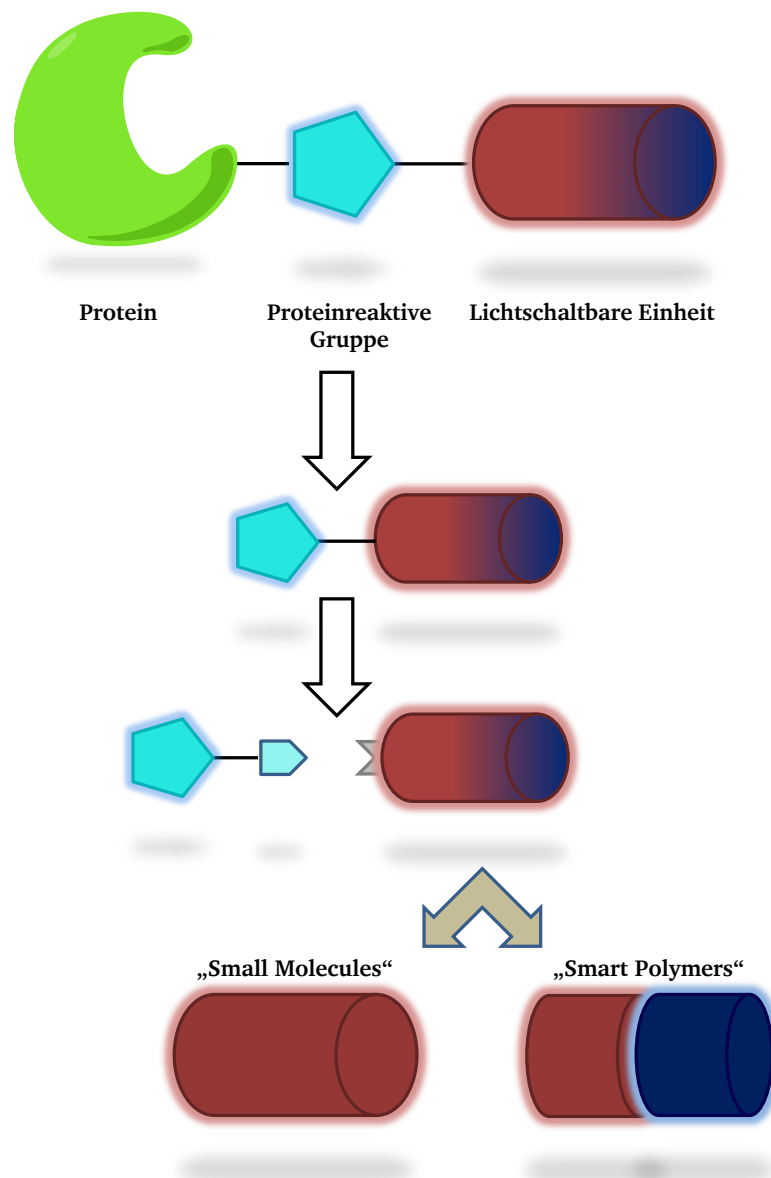 Protein
Proteinreaktive
Gruppe
Lichtschaltbare Einheit
„Small Molecules“
„Smart Polymers“